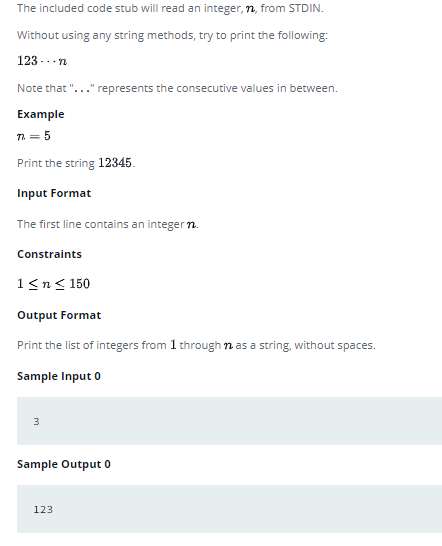 The included code stub will read an integer, n, from STDIN.
Without using any string methods, try to print the following:
123···n
Note that "..." represents the consecutive values in between.
Example
n = 5
Print the string 12345.
Input Format
The first line contains an integer n.
Constraints
1 ≤ n ≤ 150
Output Format
Print the list of integers from 1 through n as a string, without spaces.
Sample Input 0
3
Sample Output 0
123